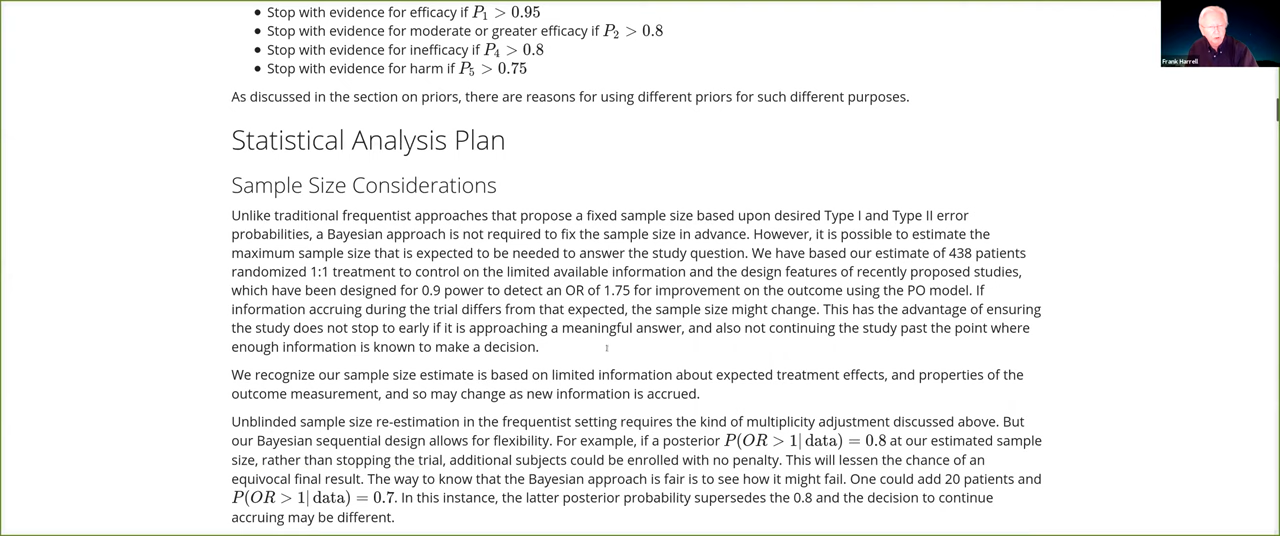 • Stop with evidence for efficacy if P₁ > 0.95
• Stop with evidence for moderate or greater efficacy if P₂ > 0.8
• Stop with evidence for inefficacy if P₄ > 0.8
• Stop with evidence for harm if P₅ > 0.75
As discussed in the section on priors, there are reasons for using different priors for such different purposes.
Statistical Analysis Plan
Sample Size Considerations
Unlike traditional frequentist approaches that propose a fixed sample size based upon desired Type I and Type II error
probabilities, a Bayesian approach is not required to fix the sample size in advance. However, it is possible to estimate the
maximum sample size that is expected to be needed to answer the study question. We have based our estimate of 438 patients
randomized 1:1 treatment to control on the limited available information and the design features of recently proposed studies,
which have been designed for 0.9 power to detect an OR of 1.75 for improvement on the outcome using the PO model. If
information accruing during the trial differs from that expected, the sample size might change. This has the advantage of ensuring
the study does not stop to early if it is approaching a meaningful answer, and also not continuing the study past the point where
enough information is known to make a decision.
We recognize our sample size estimate is based on limited information about expected treatment effects, and properties of the
outcome measurement, and so may change as new information is accrued.
Unblinded sample size re-estimation in the frequentist setting requires the kind of multiplicity adjustment discussed above. But
our Bayesian sequential design allows for flexibility. For example, if a posterior P(OR > 1| data) = 0.8 at our estimated sample
size, rather than stopping the trial, additional subjects could be enrolled with no penalty. This will lessen the chance of an
equivocal final result. The way to know that the Bayesian approach is fair is to see how it might fail. One could add 20 patients and
P(OR > 1| data) = 0.7. In this instance, the latter posterior probability supersedes the 0.8 and the decision to continue
accruing may be different.
Frank Harrell